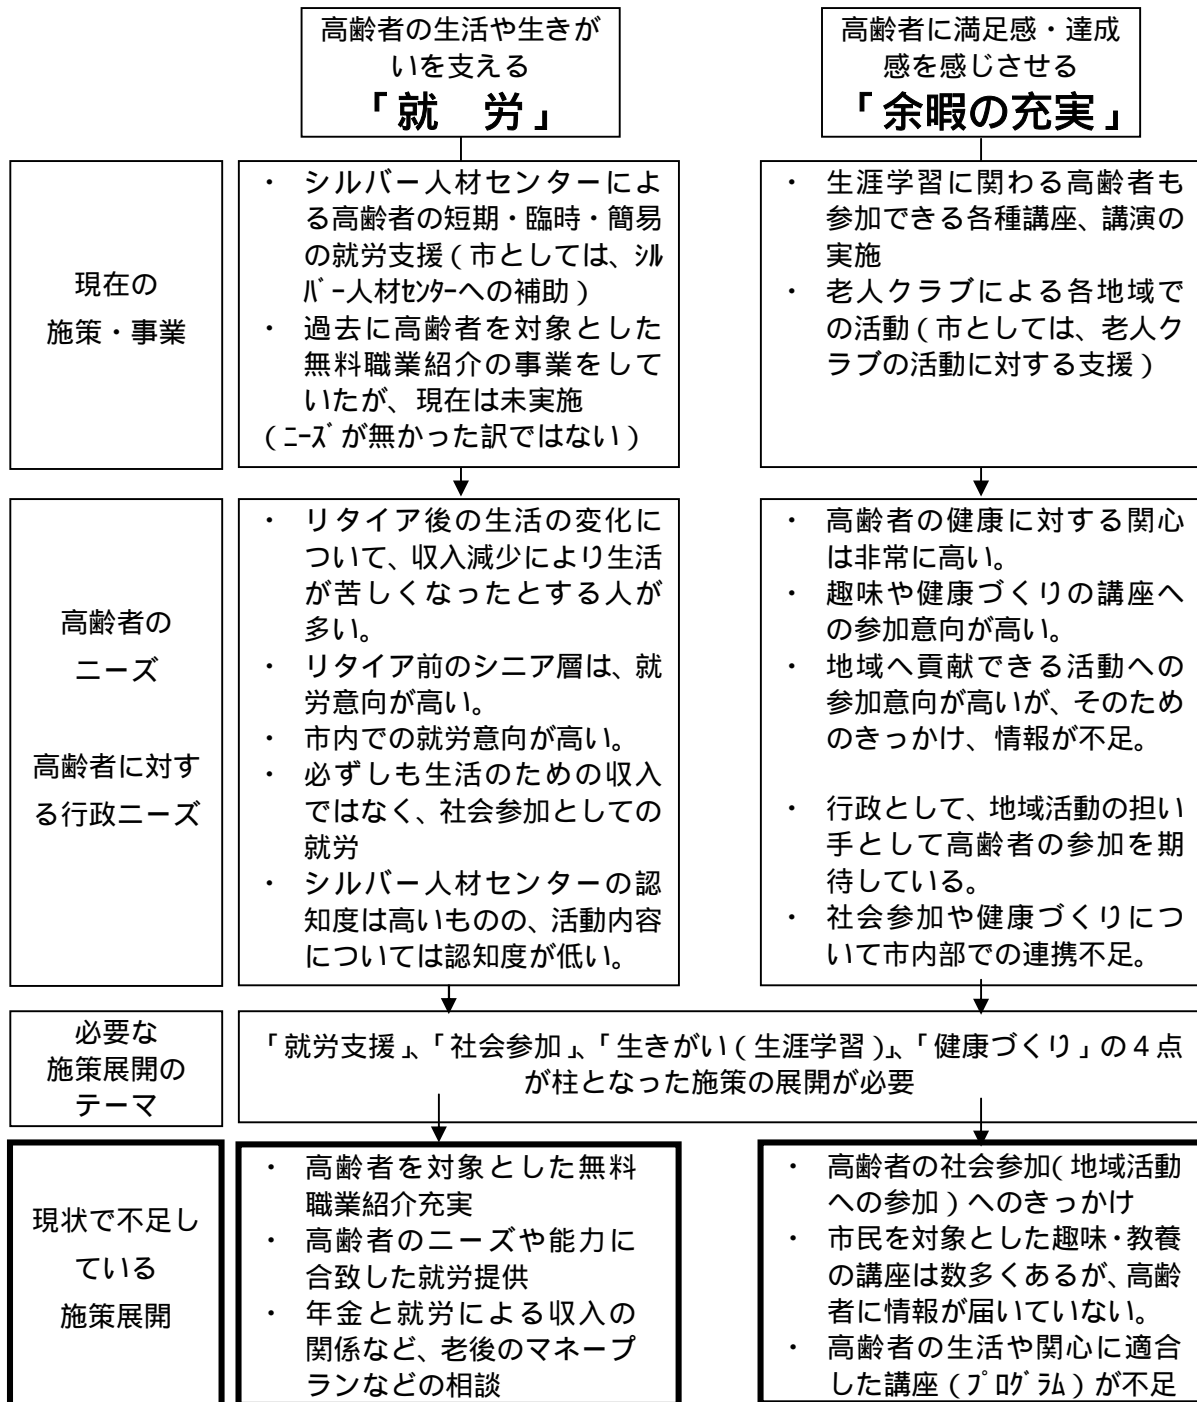 高齢者の生活や生きが
いを支える
「就　労」
高齢者に満足感・達成
感を感じさせる
「余暇の充実」
現在の
施策・事業
・ シルバー人材センターによ
る高齢者の短期・臨時・簡易
の就労支援（市としては、ｼﾙ
ﾊﾞｰ人材ｾﾝﾀｰへの補助）
・ 過去に高齢者を対象とした
無料職業紹介の事業をして
いたが、現在は未実施
（ﾆｰｽﾞが無かった訳ではない）
・ 生涯学習に関わる高齢者も
参加できる各種講座、講演の
実施
・ 老人クラブによる各地域で
の活動（市としては、老人ク
ラブの活動に対する支援）
高齢者の
ニーズ
高齢者に対す
る行政ニーズ
・ リタイア後の生活の変化に
ついて、収入減少により生活
が苦しくなったとする人が
多い。
・ リタイア前のシニア層は、就
労意向が高い。
・ 市内での就労意向が高い。
・ 必ずしも生活のための収入
ではなく、社会参加としての
就労
・ シルバー人材センターの認
知度は高いものの、活動内容
については認知度が低い。
・ 高齢者の健康に対する関心
は非常に高い。
・ 趣味や健康づくりの講座へ
の参加意向が高い。
・ 地域へ貢献できる活動への
参加意向が高いが、そのため
のきっかけ、情報が不足。
・ 行政として、地域活動の担い
手として高齢者の参加を期
待している。
・ 社会参加や健康づくりにつ
いて市内部での連携不足。
必要な
施策展開の
テーマ
「就労支援」、「社会参加」、「生きがい（生涯学習）」、「健康づくり」の４点
が柱となった施策の展開が必要
現状で不足し
ている
施策展開
・ 高齢者を対象とした無料
職業紹介充実
・ 高齢者のニーズや能力に
合致した就労提供
・ 年金と就労による収入の
関係など、老後のマネープ
ランなどの相談
・ 高齢者の社会参加（地域活動
への参加）へのきっかけ
・ 市民を対象とした趣味・教養
の講座は数多くあるが、高齢
者に情報が届いていない。
・ 高齢者の生活や関心に適合
した講座（ﾌﾟﾛｸﾞﾗﾑ）が不足